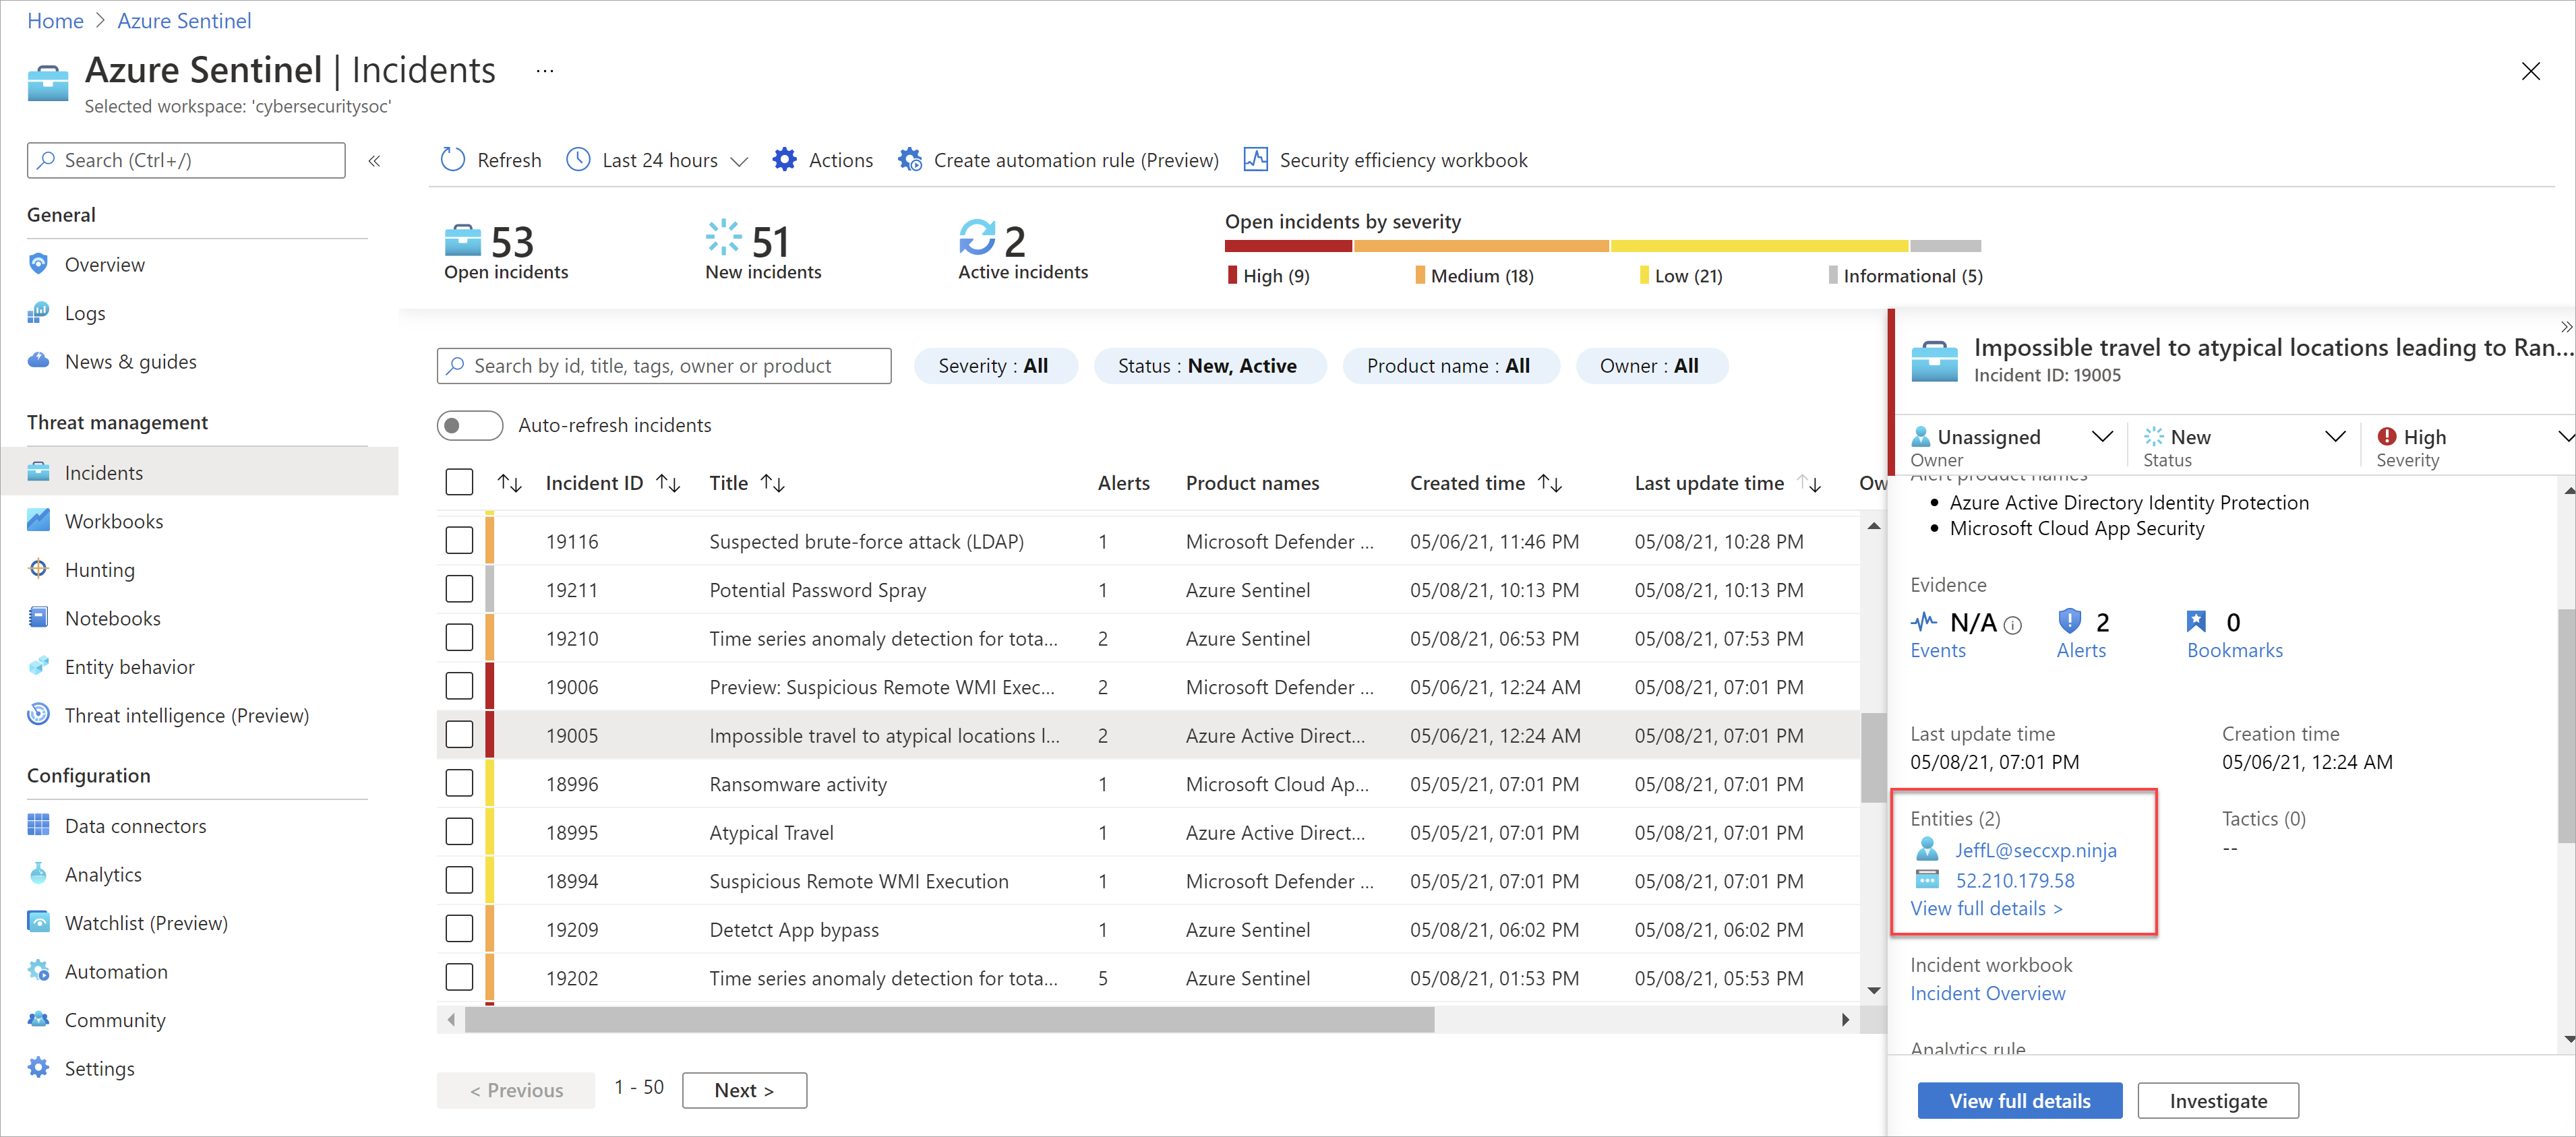 Home > Azure Sentinel
Azure Sentinel | Incidents ...
Selected workspace: 'cybersecuritysoc'
Search (Ctrl+/) «
General
Overview
Logs
News & guides
Threat management
Incidents
Workbooks
Hunting
Notebooks
Entity behavior
Threat intelligence (Preview)
Configuration
Data connectors
Analytics
Watchlist (Preview)
Automation
Community
Settings
Refresh Last 24 hours Actions Create automation rule (Preview) Security efficiency workbook
53 Open incidents
51 New incidents
2 Active incidents
Open incidents by severity
High (9) Medium (18) Low (21) Informational (5)
Search by id, title, tags, owner or product Severity : All Status : New, Active Product name : All Owner : All
Auto-refresh incidents
Incident ID Title Alerts Product names Created time Last update time Ow
19116 Suspected brute-force attack (LDAP) 1 Microsoft Defender ... 05/06/21, 11:46 PM 05/08/21, 10:28 PM
19211 Potential Password Spray 1 Azure Sentinel 05/08/21, 10:13 PM 05/08/21, 10:13 PM
19210 Time series anomaly detection for tota... 2 Azure Sentinel 05/08/21, 06:53 PM 05/08/21, 07:53 PM
19006 Preview: Suspicious Remote WMI Exec... 2 Microsoft Defender ... 05/06/21, 12:24 AM 05/08/21, 07:01 PM
19005 Impossible travel to atypical locations l... 2 Azure Active Direct... 05/06/21, 12:24 AM 05/08/21, 07:01 PM
18996 Ransomware activity 1 Microsoft Cloud Ap... 05/05/21, 07:01 PM 05/08/21, 07:01 PM
18995 Atypical Travel 1 Azure Active Direct... 05/05/21, 07:01 PM 05/08/21, 07:01 PM
18994 Suspicious Remote WMI Execution 1 Microsoft Defender ... 05/05/21, 07:01 PM 05/08/21, 07:01 PM
19209 Detetct App bypass 1 Azure Sentinel 05/08/21, 06:02 PM 05/08/21, 06:02 PM
19202 Time series anomaly detection for tota... 5 Azure Sentinel 05/08/21, 01:53 PM 05/08/21, 05:53 PM
< Previous 1 - 50 Next >
Impossible travel to atypical locations leading to Ran...
Incident ID: 19005
Unassigned New High
Owner Status Severity
Alert product names
• Azure Active Directory Identity Protection
• Microsoft Cloud App Security
Evidence
N/A 2 0
Events Alerts Bookmarks
Last update time Creation time
05/08/21, 07:01 PM 05/06/21, 12:24 AM
Entities (2) Tactics (0)
JeffL@seccxp.ninja --
52.210.179.58
View full details >
Incident workbook
Incident Overview
Analytics rule
View full details Investigate